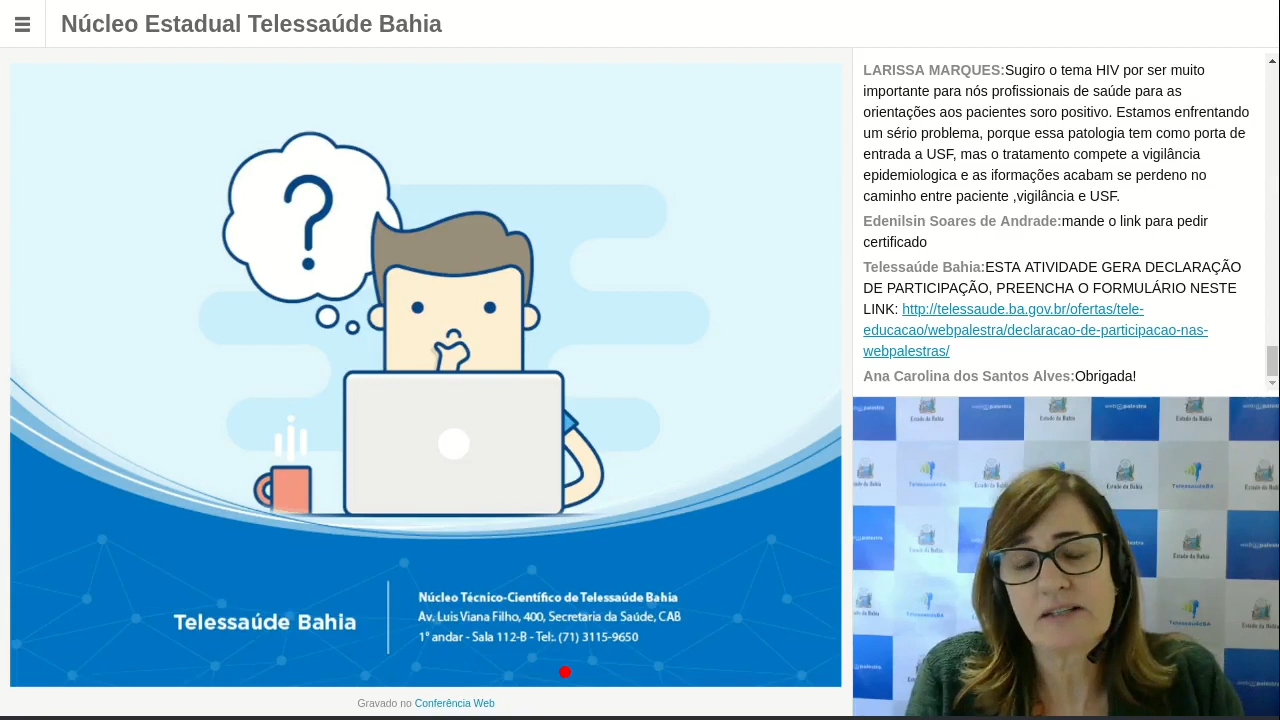 Núcleo Estadual Telessaúde Bahia
LARISSA MARQUES:Sugiro o tema HIV por ser muito
importante para nós profissionais de saúde para as
orientações aos pacientes soro positivo. Estamos enfrentando
um sério problema, porque essa patologia tem como porta de
entrada a USF, mas o tratamento compete a vigilância
epidemiologica e as iformações acabam se perdeno no
caminho entre paciente ,vigilância e USF.
Edenilsin Soares de Andrade:mande o link para pedir
certificado
Telessaúde Bahia:ESTA ATIVIDADE GERA DECLARAÇÃO
DE PARTICIPAÇÃO, PREENCHA O FORMULÁRIO NESTE
LINK: http://telessaude.ba.gov.br/ofertas/tele-
educacao/webpalestra/declaracao-de-participacao-nas-
webpalestras/
Ana Carolina dos Santos Alves:Obrigada!
?
Telessaúde Bahia
Núcleo Técnico-Científico de Telessaúde Bahia
Av. Luis Viana Filho, 400, Secretaria da Saúde, CAB
1° andar - Sala 112-B - Tel:. (71) 3115-9650
Gravado no Conferência Web
Estado da Bahia
webpalestra
TelessaúdeBA